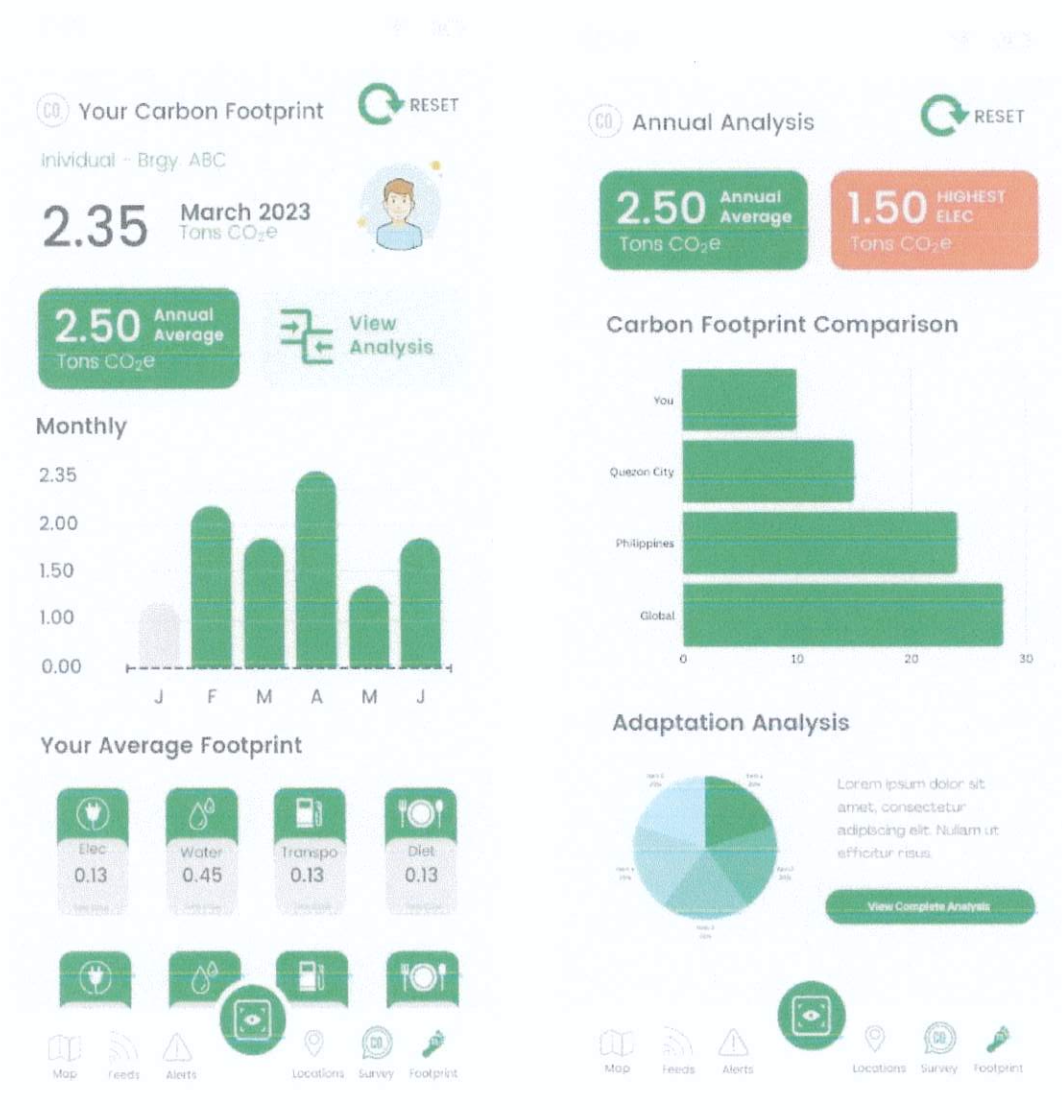 CO
Your Carbon Footprint
RESET
Inividual - Brgy ABC
2.35
March 2023
Tons CO₂e
2.50
Annual
Average
Tons CO₂e
View
Analysis
Monthly
2.35
2.00
1.50
1.00
0.00
J F M A M J
Your Average Footprint
Elec
0.13
Water
0.45
Transpo
0.13
Diet
0.13
Map
Feeds
Alerts
Locations
CO
Survey
Footprint
CO
Annual Analysis
RESET
2.50
Annual
Average
Tons CO₂e
1.50
HIGHEST
ELEC
Tons CO₂e
Carbon Footprint Comparison
You
Quezon City
Philippines
Global
0 10 20 30
Adaptation Analysis
Lorem ipsum dolor sit
amet, consectetur
adipiscing elit. Nullam ut
efficitur risus.
View Complete Analysis
Map
Feeds
Alerts
Locations
CO
Survey
Footprint